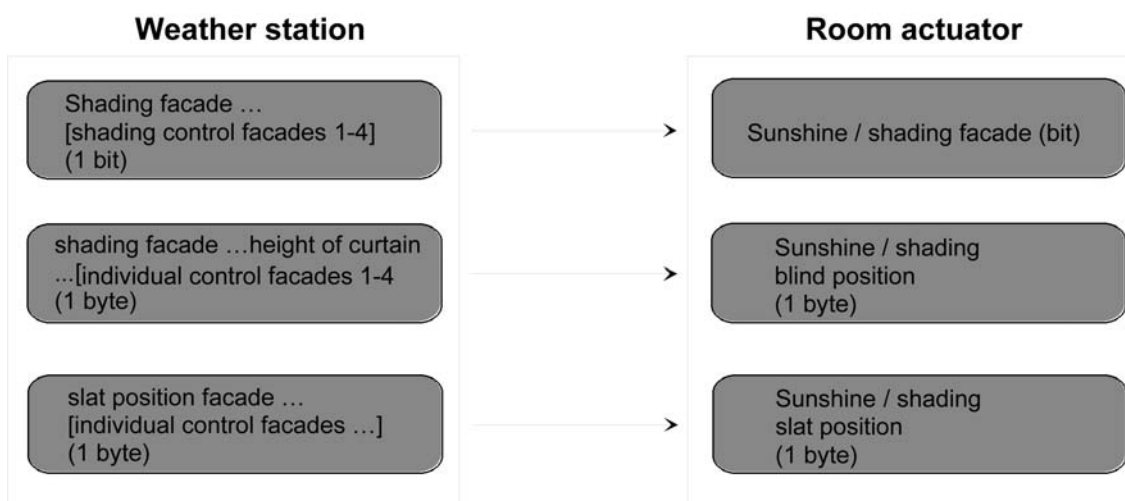 Weather station
Room actuator
Shading facade …
[shading control facades 1-4]
(1 bit)
Sunshine / shading facade (bit)
shading facade …height of curtain
…[individual control facades 1-4
(1 byte)
Sunshine / shading
blind position
(1 byte)
slat position facade …
[individual control facades …]
(1 byte)
Sunshine / shading
slat position
(1 byte)